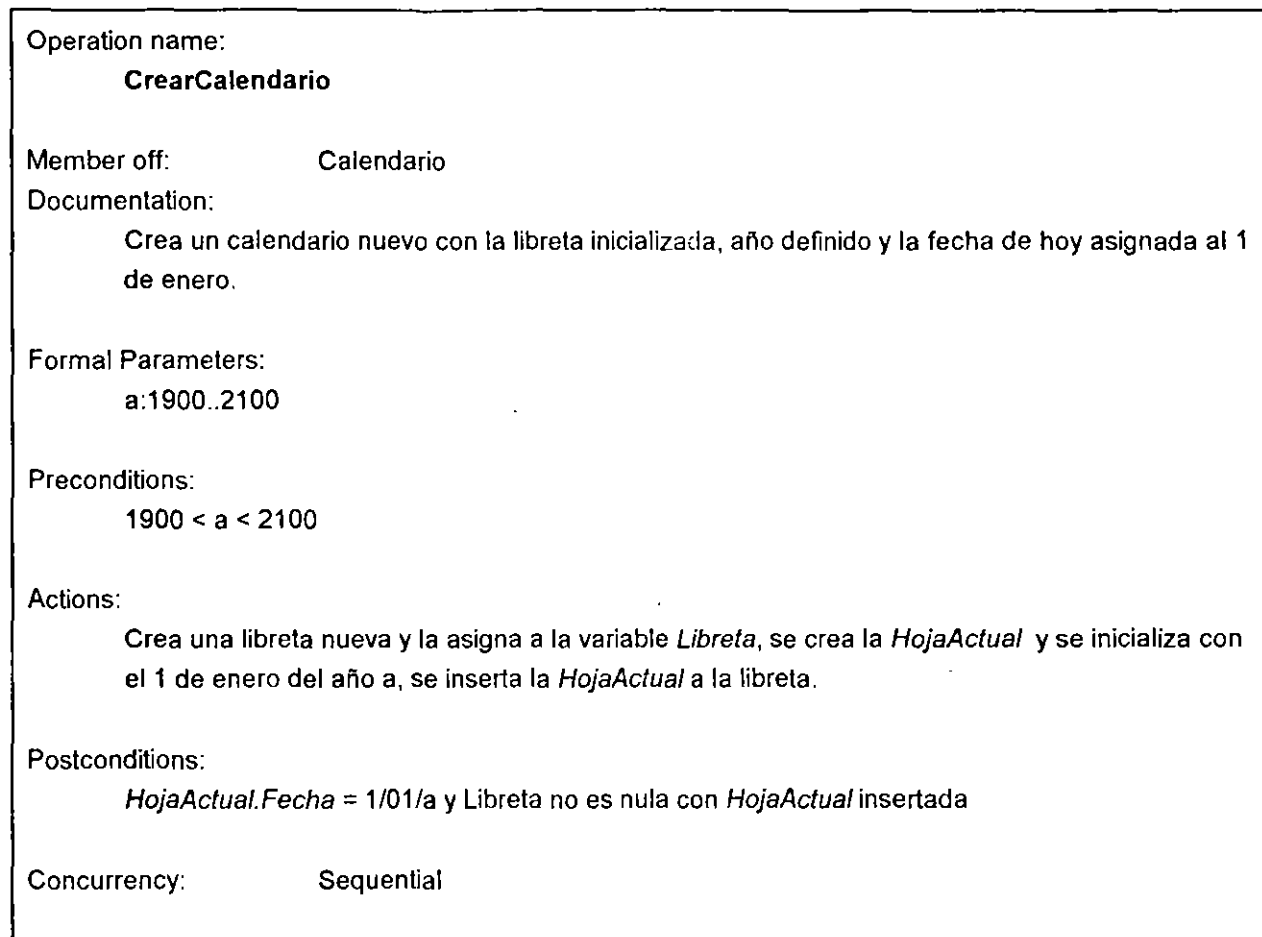 Operation name:
CrearCalendario
Member off: Calendario
Documentation:
Crea un calendario nuevo con la libreta inicializada, año definido y la fecha de hoy asignada al 1
de enero.
Formal Parameters:
a:1900..2100
Preconditions:
1900 < a < 2100
Actions:
Crea una libreta nueva y la asigna a la variable Libreta, se crea la HojaActual y se inicializa con
el 1 de enero del año a, se inserta la HojaActual a la libreta.
Postconditions:
HojaActual.Fecha = 1/01/a y Libreta no es nula con HojaActual insertada
Concurrency: Sequential